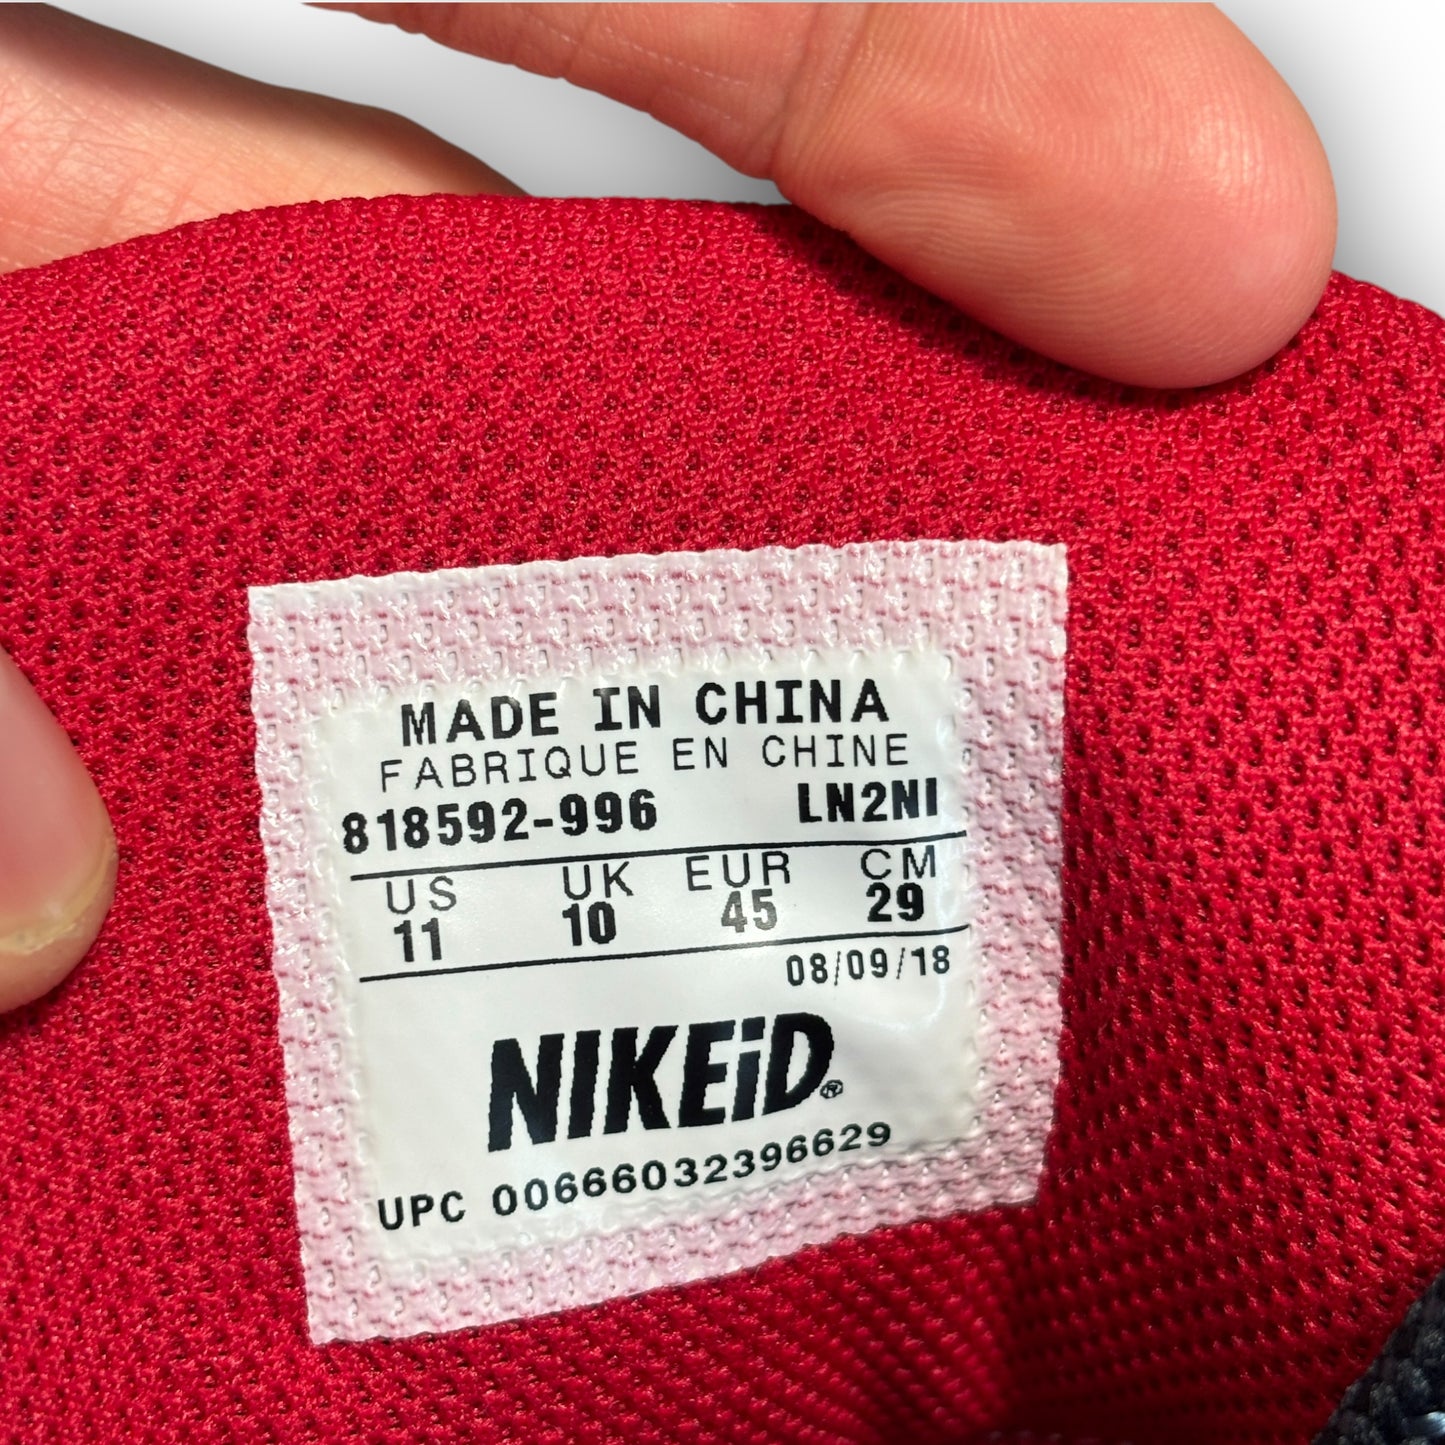 MADE IN CHINA
FABRIQUE EN CHINE
818592-996 LN2NI
US UK EUR CM
11 10 45 29
08/09/18
NIKEiD®
UPC 00666032396629